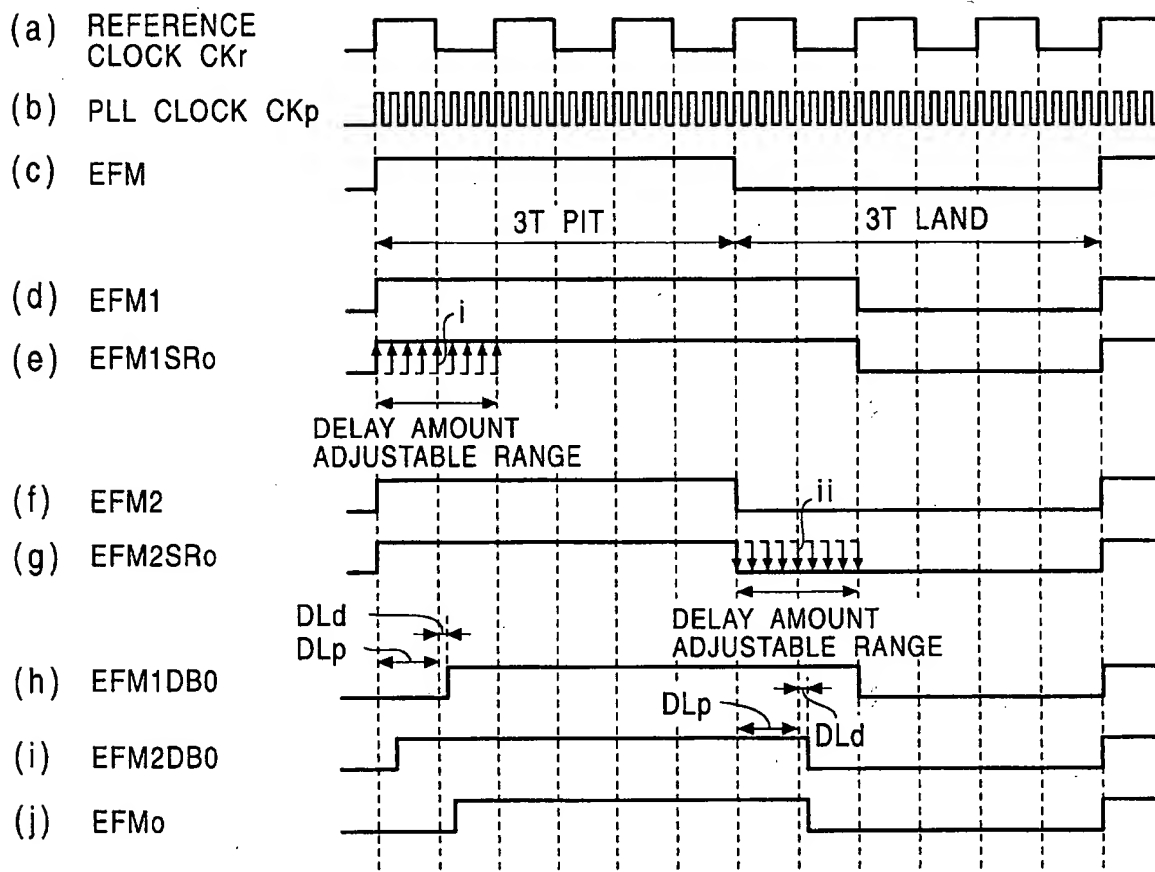 (a) REFERENCE
CLOCK CKr
(b) PLL CLOCK CKp
(c) EFM
3T PIT
3T LAND
(d) EFM1
i
(e) EFM1SRo
DELAY AMOUNT
ADJUSTABLE RANGE
(f) EFM2
ii
(g) EFM2SRo
DLd
DELAY AMOUNT
ADJUSTABLE RANGE
DLp
(h) EFM1DB0
DLp
DLd
(i) EFM2DB0
(j) EFMo